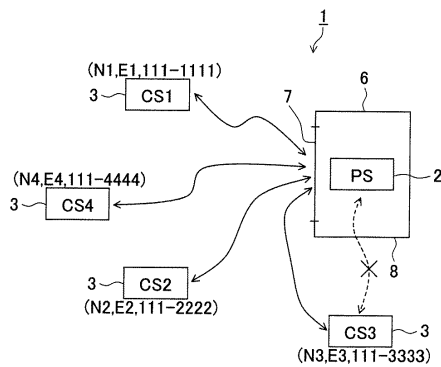 1
(N1,E1,111-1111)
6
3
CS1
7
PS
2
(N4,E4,111-4444)
3
CS4
3
CS2
(N2,E2,111-2222)
8
CS3
3
(N3,E3,111-3333)